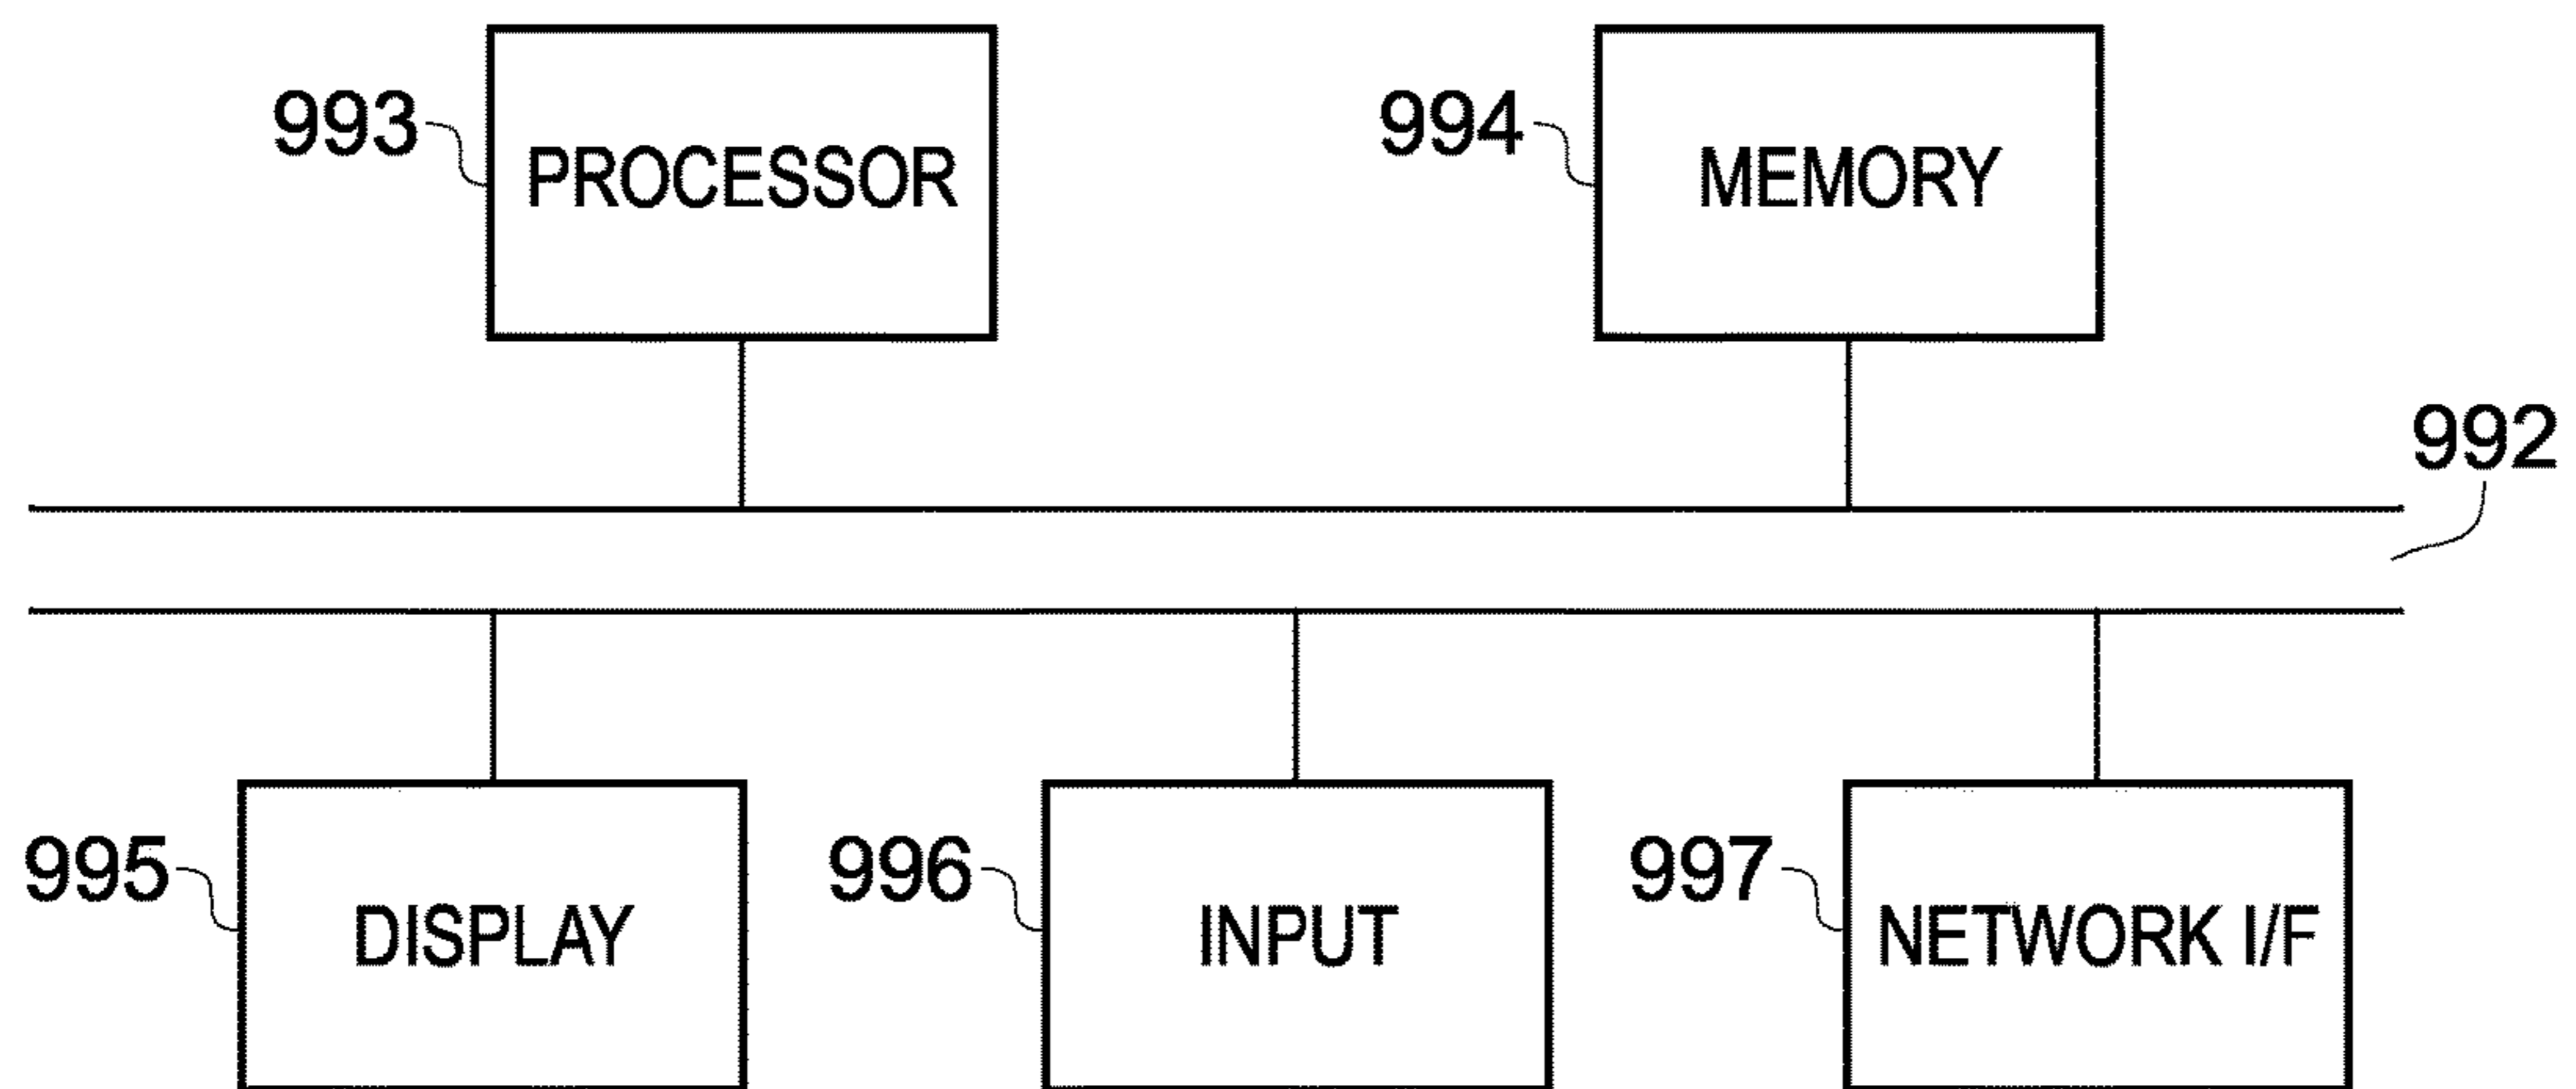 993
PROCESSOR
994
MEMORY
992
995
DISPLAY
996
INPUT
997
NETWORK I/F